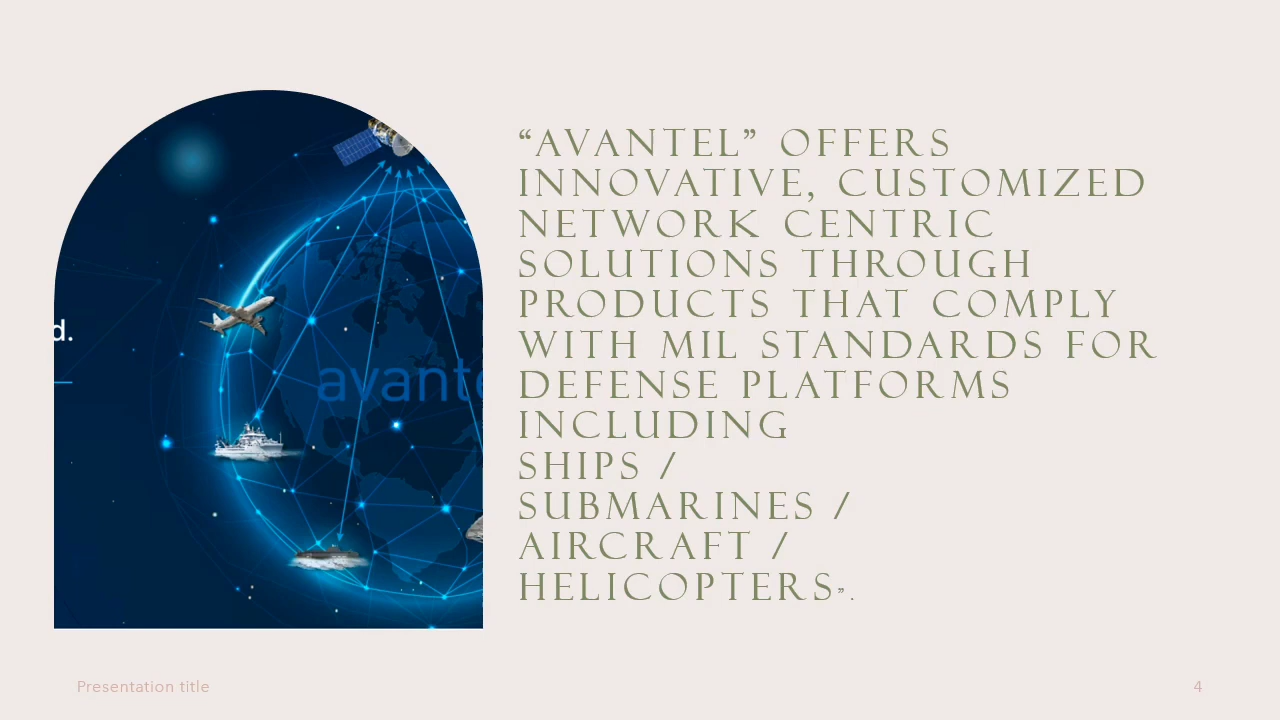 “AVANTEL” OFFERS
INNOVATIVE, CUSTOMIZED
NETWORK CENTRIC
SOLUTIONS THROUGH
PRODUCTS THAT COMPLY
WITH MIL STANDARDS FOR
DEFENSE PLATFORMS
INCLUDING
SHIPS /
SUBMARINES /
AIRCRAFT /
HELICOPTERS”.
d.
avante
Presentation title
4